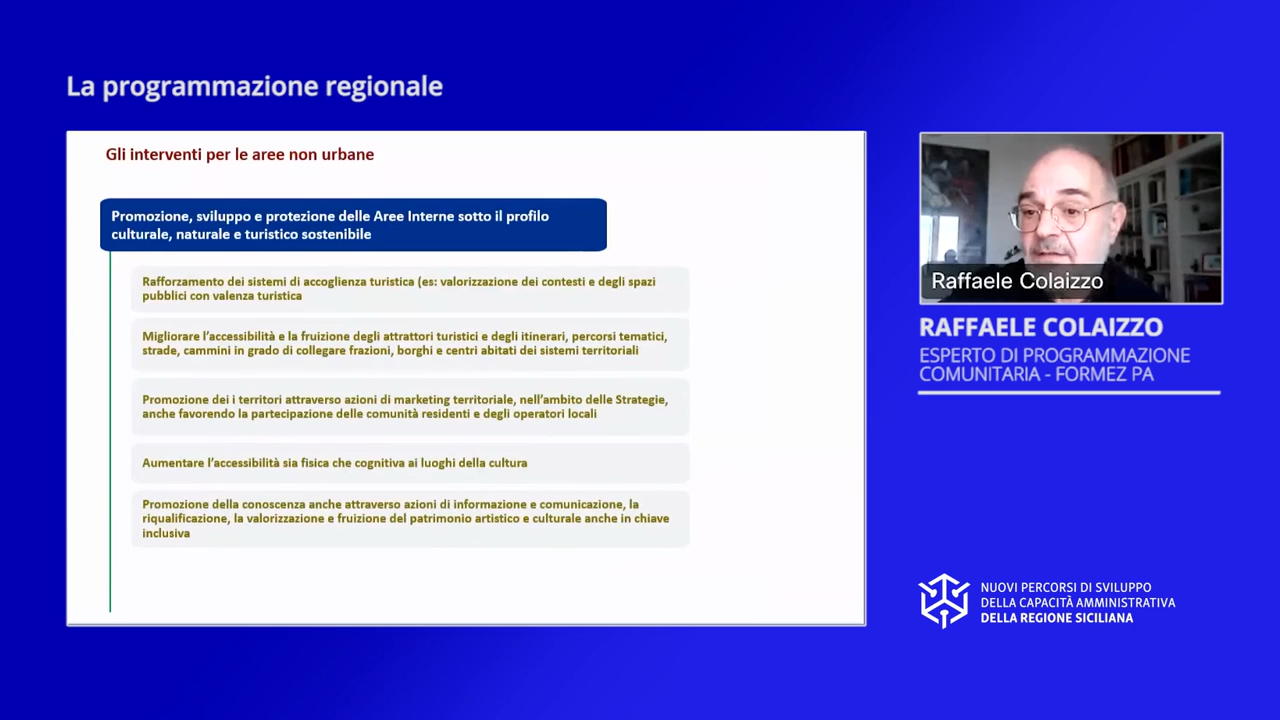 La programmazione regionale
Gli interventi per le aree non urbane
Promozione, sviluppo e protezione delle Aree Interne sotto il profilo
culturale, naturale e turistico sostenibile
Rafforzamento dei sistemi di accoglienza turistica (es: valorizzazione dei contesti e degli spazi
pubblici con valenza turistica
Migliorare l'accessibilità e la fruizione degli attrattori turistici e degli itinerari, percorsi tematici,
strade, cammini in grado di collegare frazioni, borghi e centri abitati dei sistemi territoriali
Promozione dei i territori attraverso azioni di marketing territoriale, nell'ambito delle Strategie,
anche favorendo la partecipazione delle comunità residenti e degli operatori locali
Aumentare l'accessibilità sia fisica che cognitiva ai luoghi della cultura
Promozione della conoscenza anche attraverso azioni di informazione e comunicazione, la
riqualificazione, la valorizzazione e fruizione del patrimonio artistico e culturale anche in chiave
inclusiva
Raffaele Colaizzo
RAFFAELE COLAIZZO
ESPERTO DI PROGRAMMAZIONE
COMUNITARIA - FORMEZ PA
NUOVI PERCORSI DI SVILUPPO
DELLA CAPACITÀ AMMINISTRATIVA
DELLA REGIONE SICILIANA